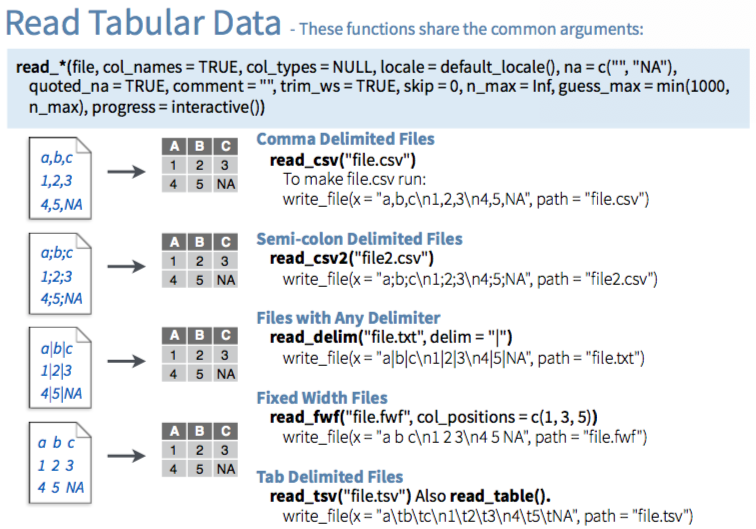 Read Tabular Data - These functions share the common arguments:
read_*(file, col_names = TRUE, col_types = NULL, locale = default_locale(), na = c("", "NA"),
quoted_na = TRUE, comment = "", trim_ws = TRUE, skip = 0, n_max = Inf, guess_max = min(1000,
n_max), progress = interactive())
a,b,c
1,2,3
4,5,NA
A B C
1 2 3
4 5 NA
Comma Delimited Files
read_csv("file.csv")
To make file.csv run:
write_file(x = "a,b,c\n1,2,3\n4,5,NA", path = "file.csv")
a;b;c
1;2;3
4;5;NA
A B C
1 2 3
4 5 NA
Semi-colon Delimited Files
read_csv2("file2.csv")
write_file(x = "a;b;c\n1;2;3\n4;5;NA", path = "file2.csv")
a|b|c
1|2|3
4|5|NA
A B C
1 2 3
4 5 NA
Files with Any Delimiter
read_delim("file.txt", delim = "|")
write_file(x = "a|b|c\n1|2|3\n4|5|NA", path = "file.txt")
a b c
1 2 3
4 5 NA
A B C
1 2 3
4 5 NA
Fixed Width Files
read_fwf("file.fwf", col_positions = c(1, 3, 5))
write_file(x = "a b c\n1 2 3\n4 5 NA", path = "file.fwf")
Tab Delimited Files
read_tsv("file.tsv") Also read_table().
write_file(x = "a\tb\tc\n1\t2\t3\n4\t5\tNA", path = "file.tsv")